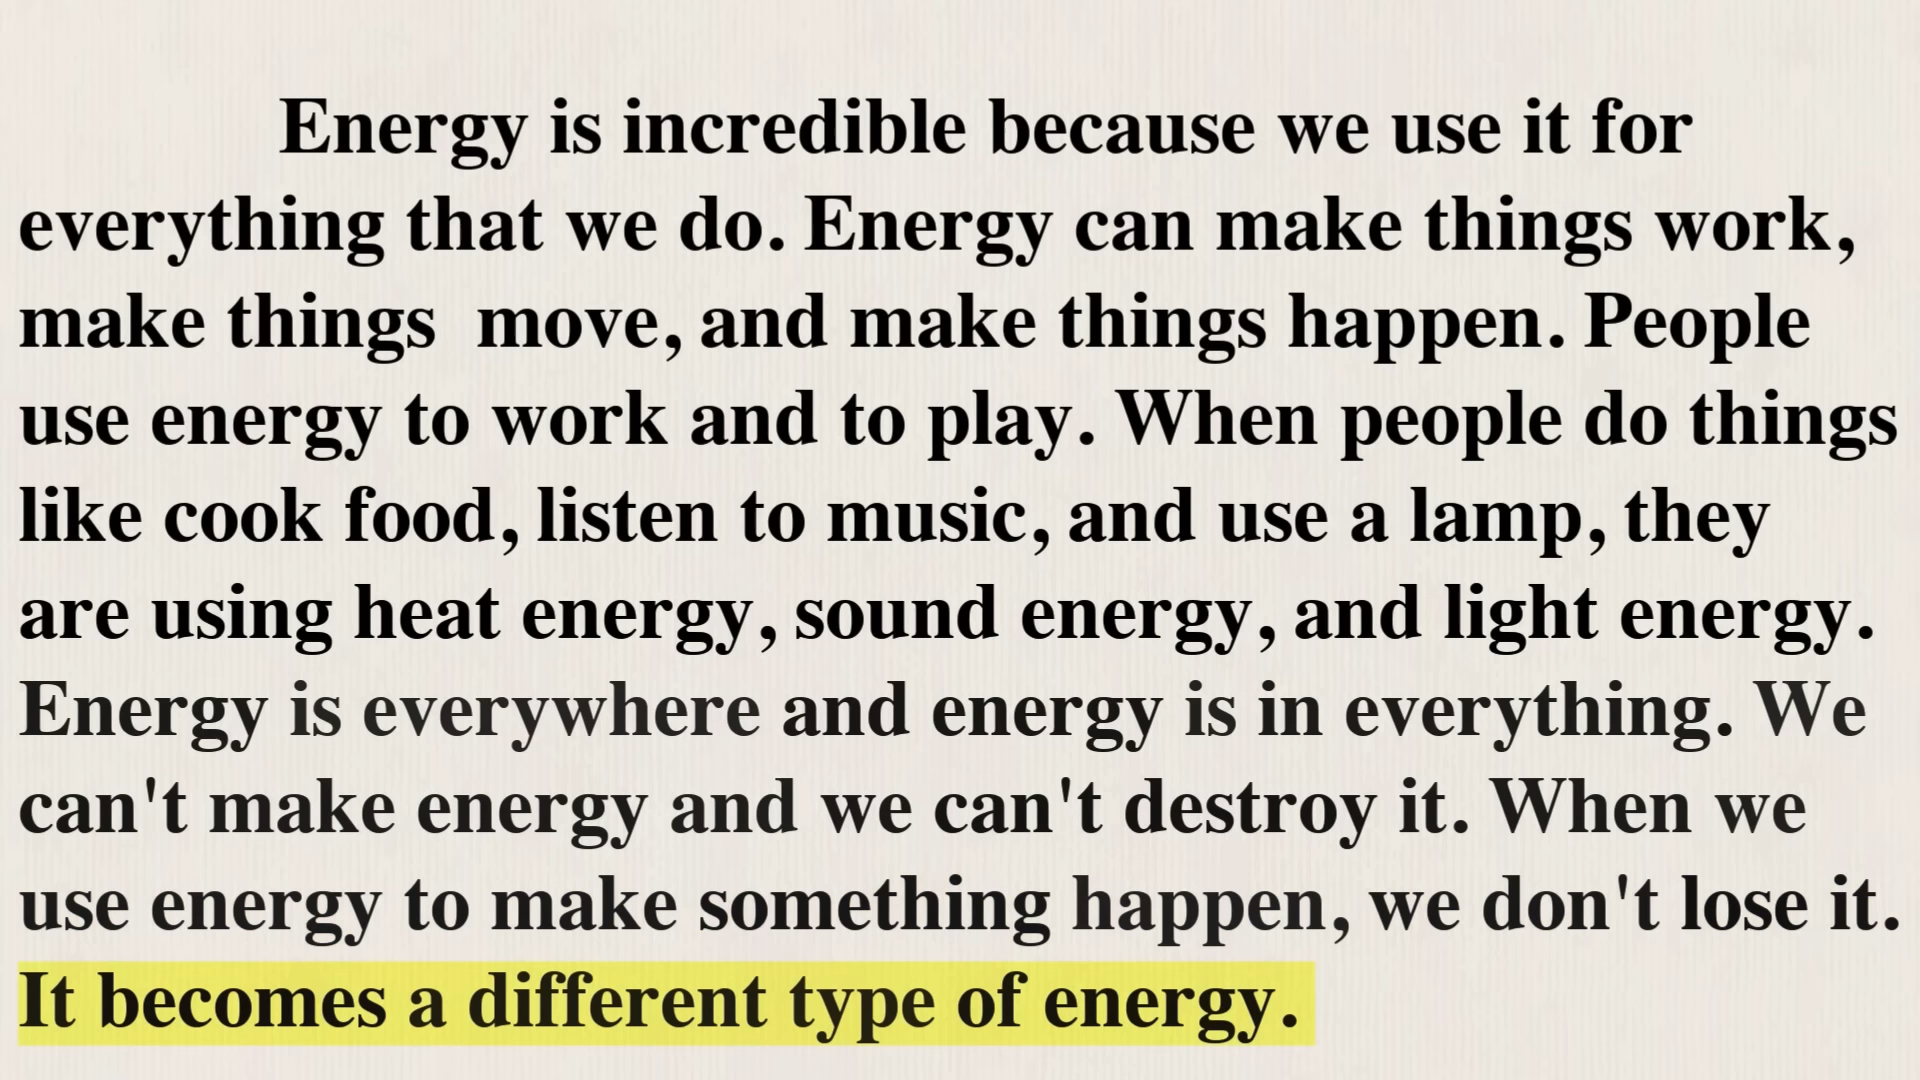 Energy is incredible because we use it for
everything that we do. Energy can make things work,
make things  move, and make things happen. People
use energy to work and to play. When people do things
like cook food, listen to music, and use a lamp, they
are using heat energy, sound energy, and light energy.
Energy is everywhere and energy is in everything. We
can't make energy and we can't destroy it. When we
use energy to make something happen, we don't lose it.
It becomes a different type of energy.